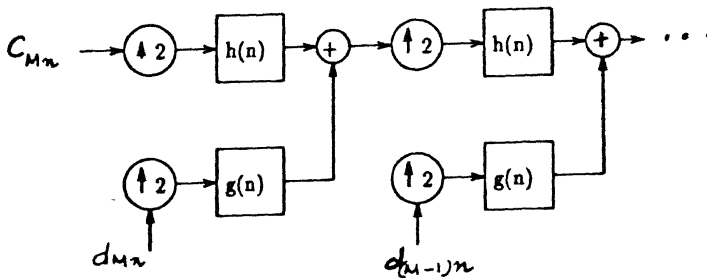 C_Mn ↑ 2 h(n) + ↑ 2 h(n) + ...
↑ 2 g(n) ↑ 2 g(n)
d_Mn d_(M-1)n